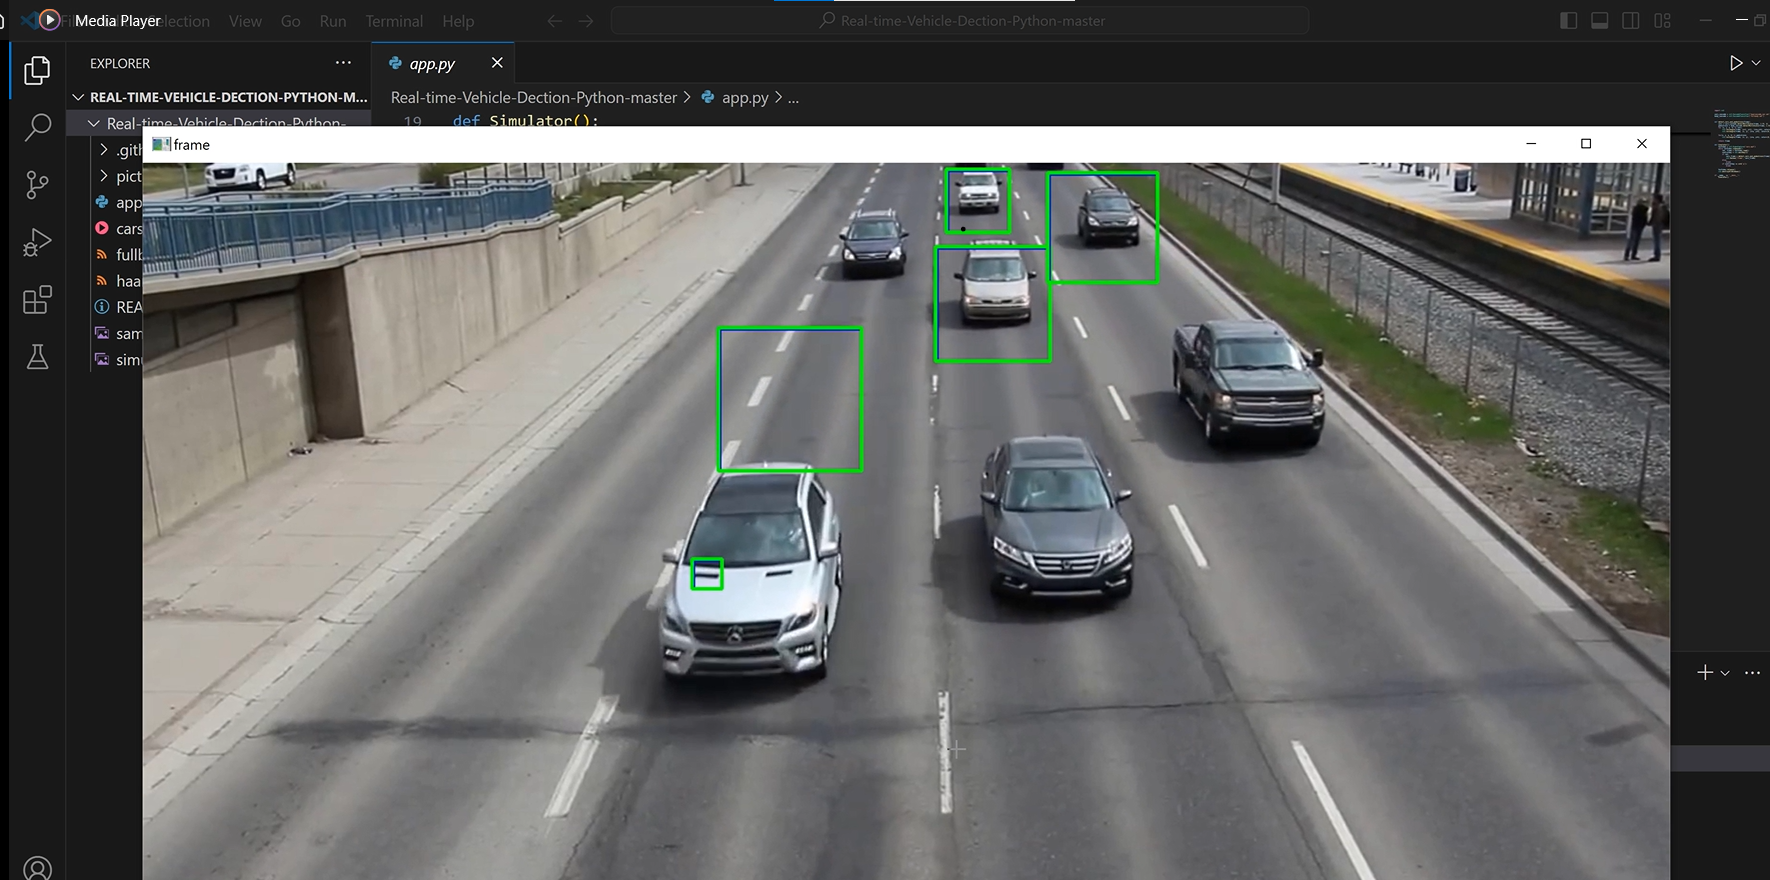 Media Player
Selection View Go Run Terminal Help
Real-time-Vehicle-Dection-Python-master
EXPLORER
app.py
REAL-TIME-VEHICLE-DECTION-PYTHON-M...
Real-time-Vehicle-Dection-Python-master > app.py > ...
Real-time-Vehicle-Dection-Python-
19 def Simulator():
frame
.gith
pict
app
cars
full
haa
REA
sam
sim